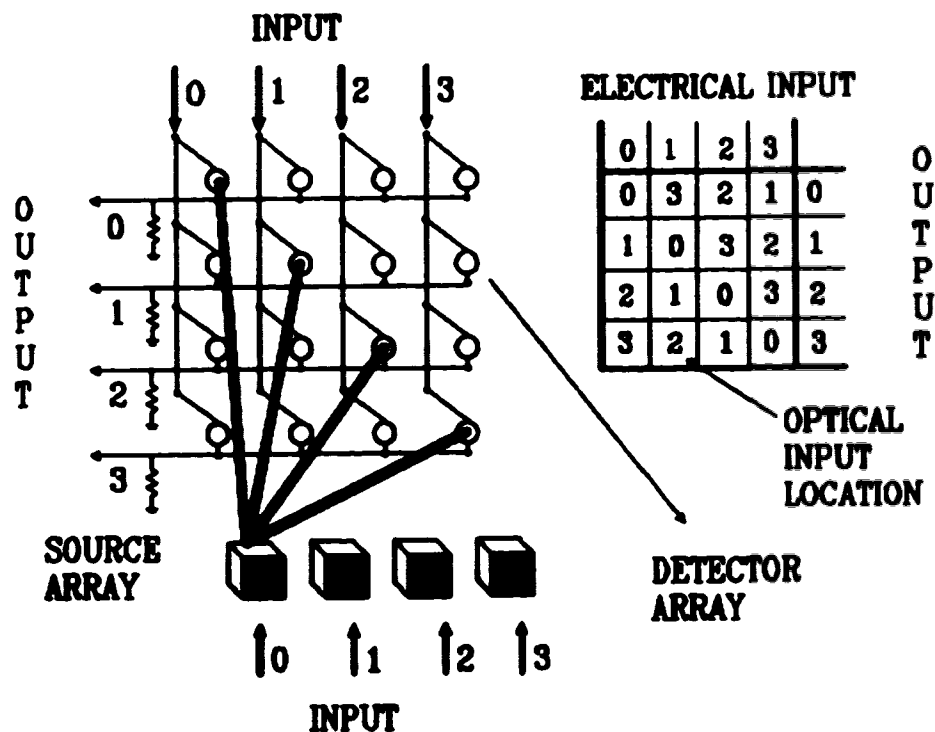 INPUT
0 1 2 3
OUTPUT
0
1
2
3
SOURCE
ARRAY
0 1 2 3
INPUT
ELECTRICAL INPUT
0 1 2 3
0 3 2 1 0
1 0 3 2 1
2 1 0 3 2
3 2 1 0 3
OUTPUT
OPTICAL
INPUT
LOCATION
DETECTOR
ARRAY